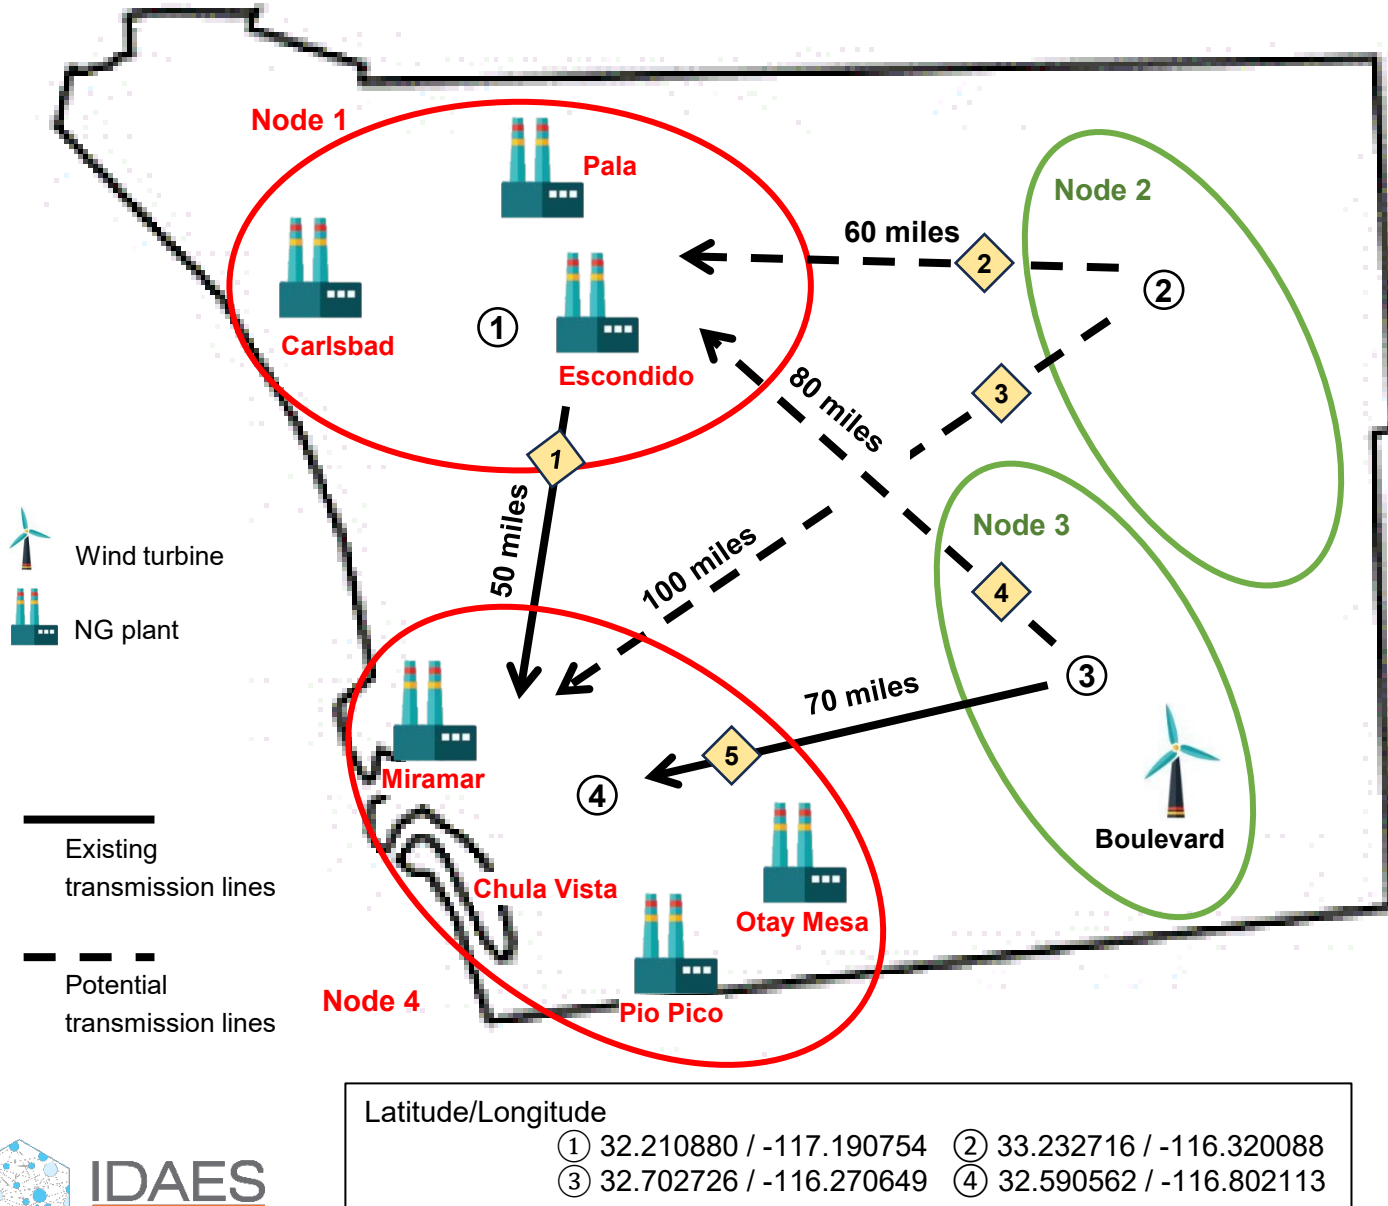 Node 1
Pala
Node 2
60 miles
2
2
Carlsbad
1
Escondido
80 miles
3
1
50 miles
Node 3
Wind turbine
100 miles
4
NG plant
3
70 miles
5
Miramar
4
Boulevard
Existing
transmission lines
Chula Vista
Otay Mesa
Potential
transmission lines
Node 4
Pio Pico
Latitude/Longitude
① 32.210880 / -117.190754 ② 33.232716 / -116.320088
③ 32.702726 / -116.270649 ④ 32.590562 / -116.802113
IDAES